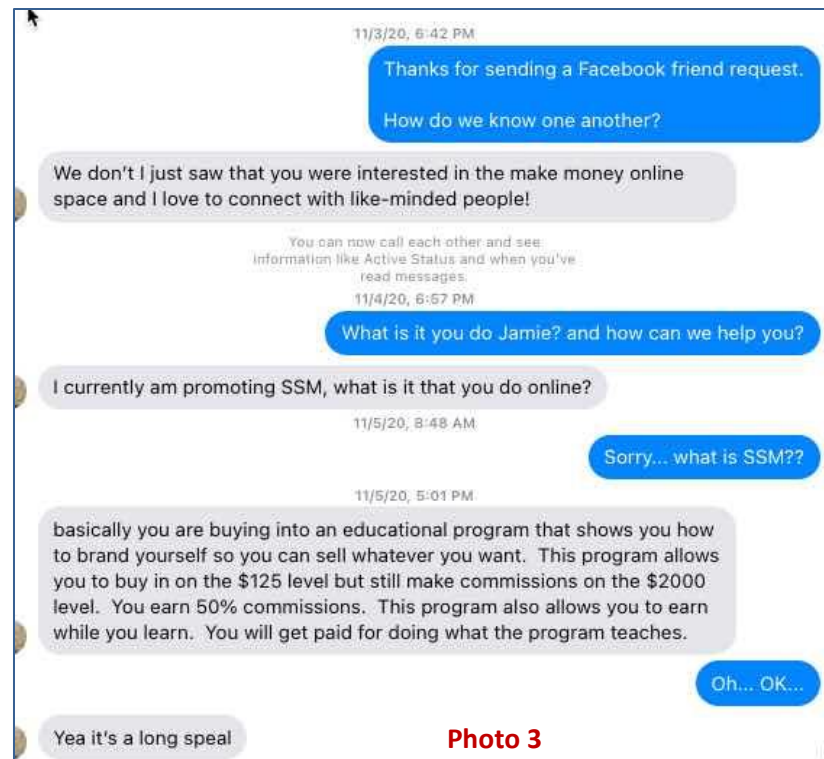 11/3/20, 6:42 PM
Thanks for sending a Facebook friend request.
How do we know one another?
We don't I just saw that you were interested in the make money online
space and I love to connect with like-minded people!
You can now call each other and see
information like Active Status and when you've
read messages.
11/4/20, 6:57 PM
What is it you do Jamie? and how can we help you?
I currently am promoting SSM, what is it that you do online?
11/5/20, 8:48 AM
Sorry... what is SSM??
11/5/20, 5:01 PM
basically you are buying into an educational program that shows you how
to brand yourself so you can sell whatever you want.  This program allows
you to buy in on the $125 level but still make commissions on the $2000
level.  You earn 50% commissions.  This program also allows you to earn
while you learn.  You will get paid for doing what the program teaches.
Oh... OK...
Yea it's a long speal
Photo 3